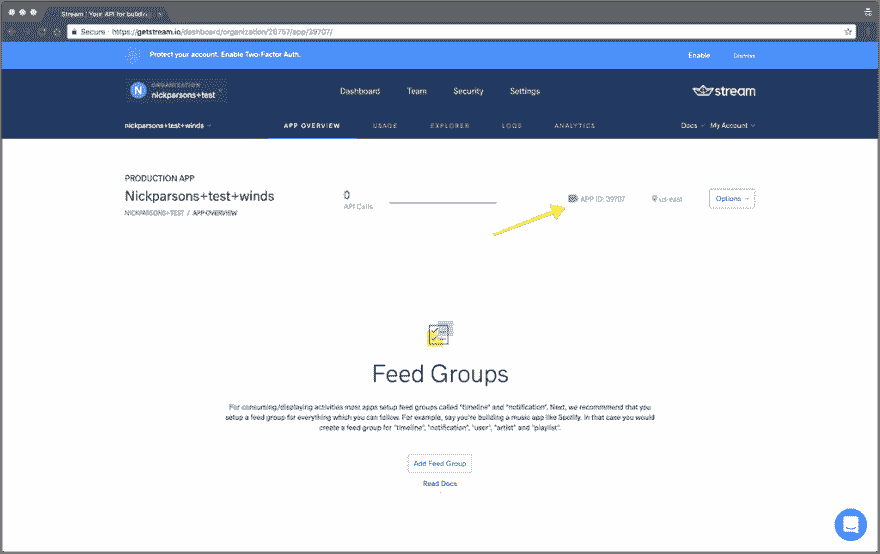 Stream | Your API for buildin
Secure https://getstream.io/dashboard/organization/28757/app/39707/
Protect your account. Enable Two-Factor Auth.
Enable
Dismiss
N
ORGANIZATION
nickparsons+test
Dashboard
Team
Security
Settings
stream
nickparsons+test+winds
APP OVERVIEW
USAGE
EXPLORER
LOGS
ANALYTICS
Docs
My Account
PRODUCTION APP
Nickparsons+test+winds
NICKPARSONS+TEST / APP OVERVIEW
0
API Calls
APP ID: 39707
us-east
Options
Feed Groups
For consuming/displaying activities most apps setup feed groups called "timeline" and "notification". Next, we recommmend that you
setup a feed group for everything which you can follow. For example, say you're building a music app like Spotify. In that case you would
create a feed group for "timeline", "notification", "user", "artist" and "playlist".
Add Feed Group
Read Docs